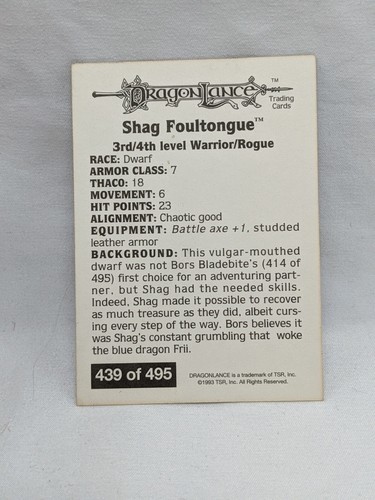 DRAGONLANCE ™
Trading
Cards
Shag Foultongue™
3rd/4th level Warrior/Rogue
RACE: Dwarf
ARMOR CLASS: 7
THACO: 18
MOVEMENT: 6
HIT POINTS: 23
ALIGNMENT: Chaotic good
EQUIPMENT: Battle axe +1, studded
leather armor
BACKGROUND: This vulgar-mouthed
dwarf was not Bors Bladebite's (414 of
495) first choice for an adventuring part-
ner, but Shag had the needed skills.
Indeed, Shag made it possible to recover
as much treasure as they did, albeit curs-
ing every step of the way. Bors believes it
was Shag's constant grumbling that woke
the blue dragon Frii.
439 of 495
DRAGONLANCE is a trademark of TSR, Inc.
©1993 TSR, Inc. All Rights Reserved.